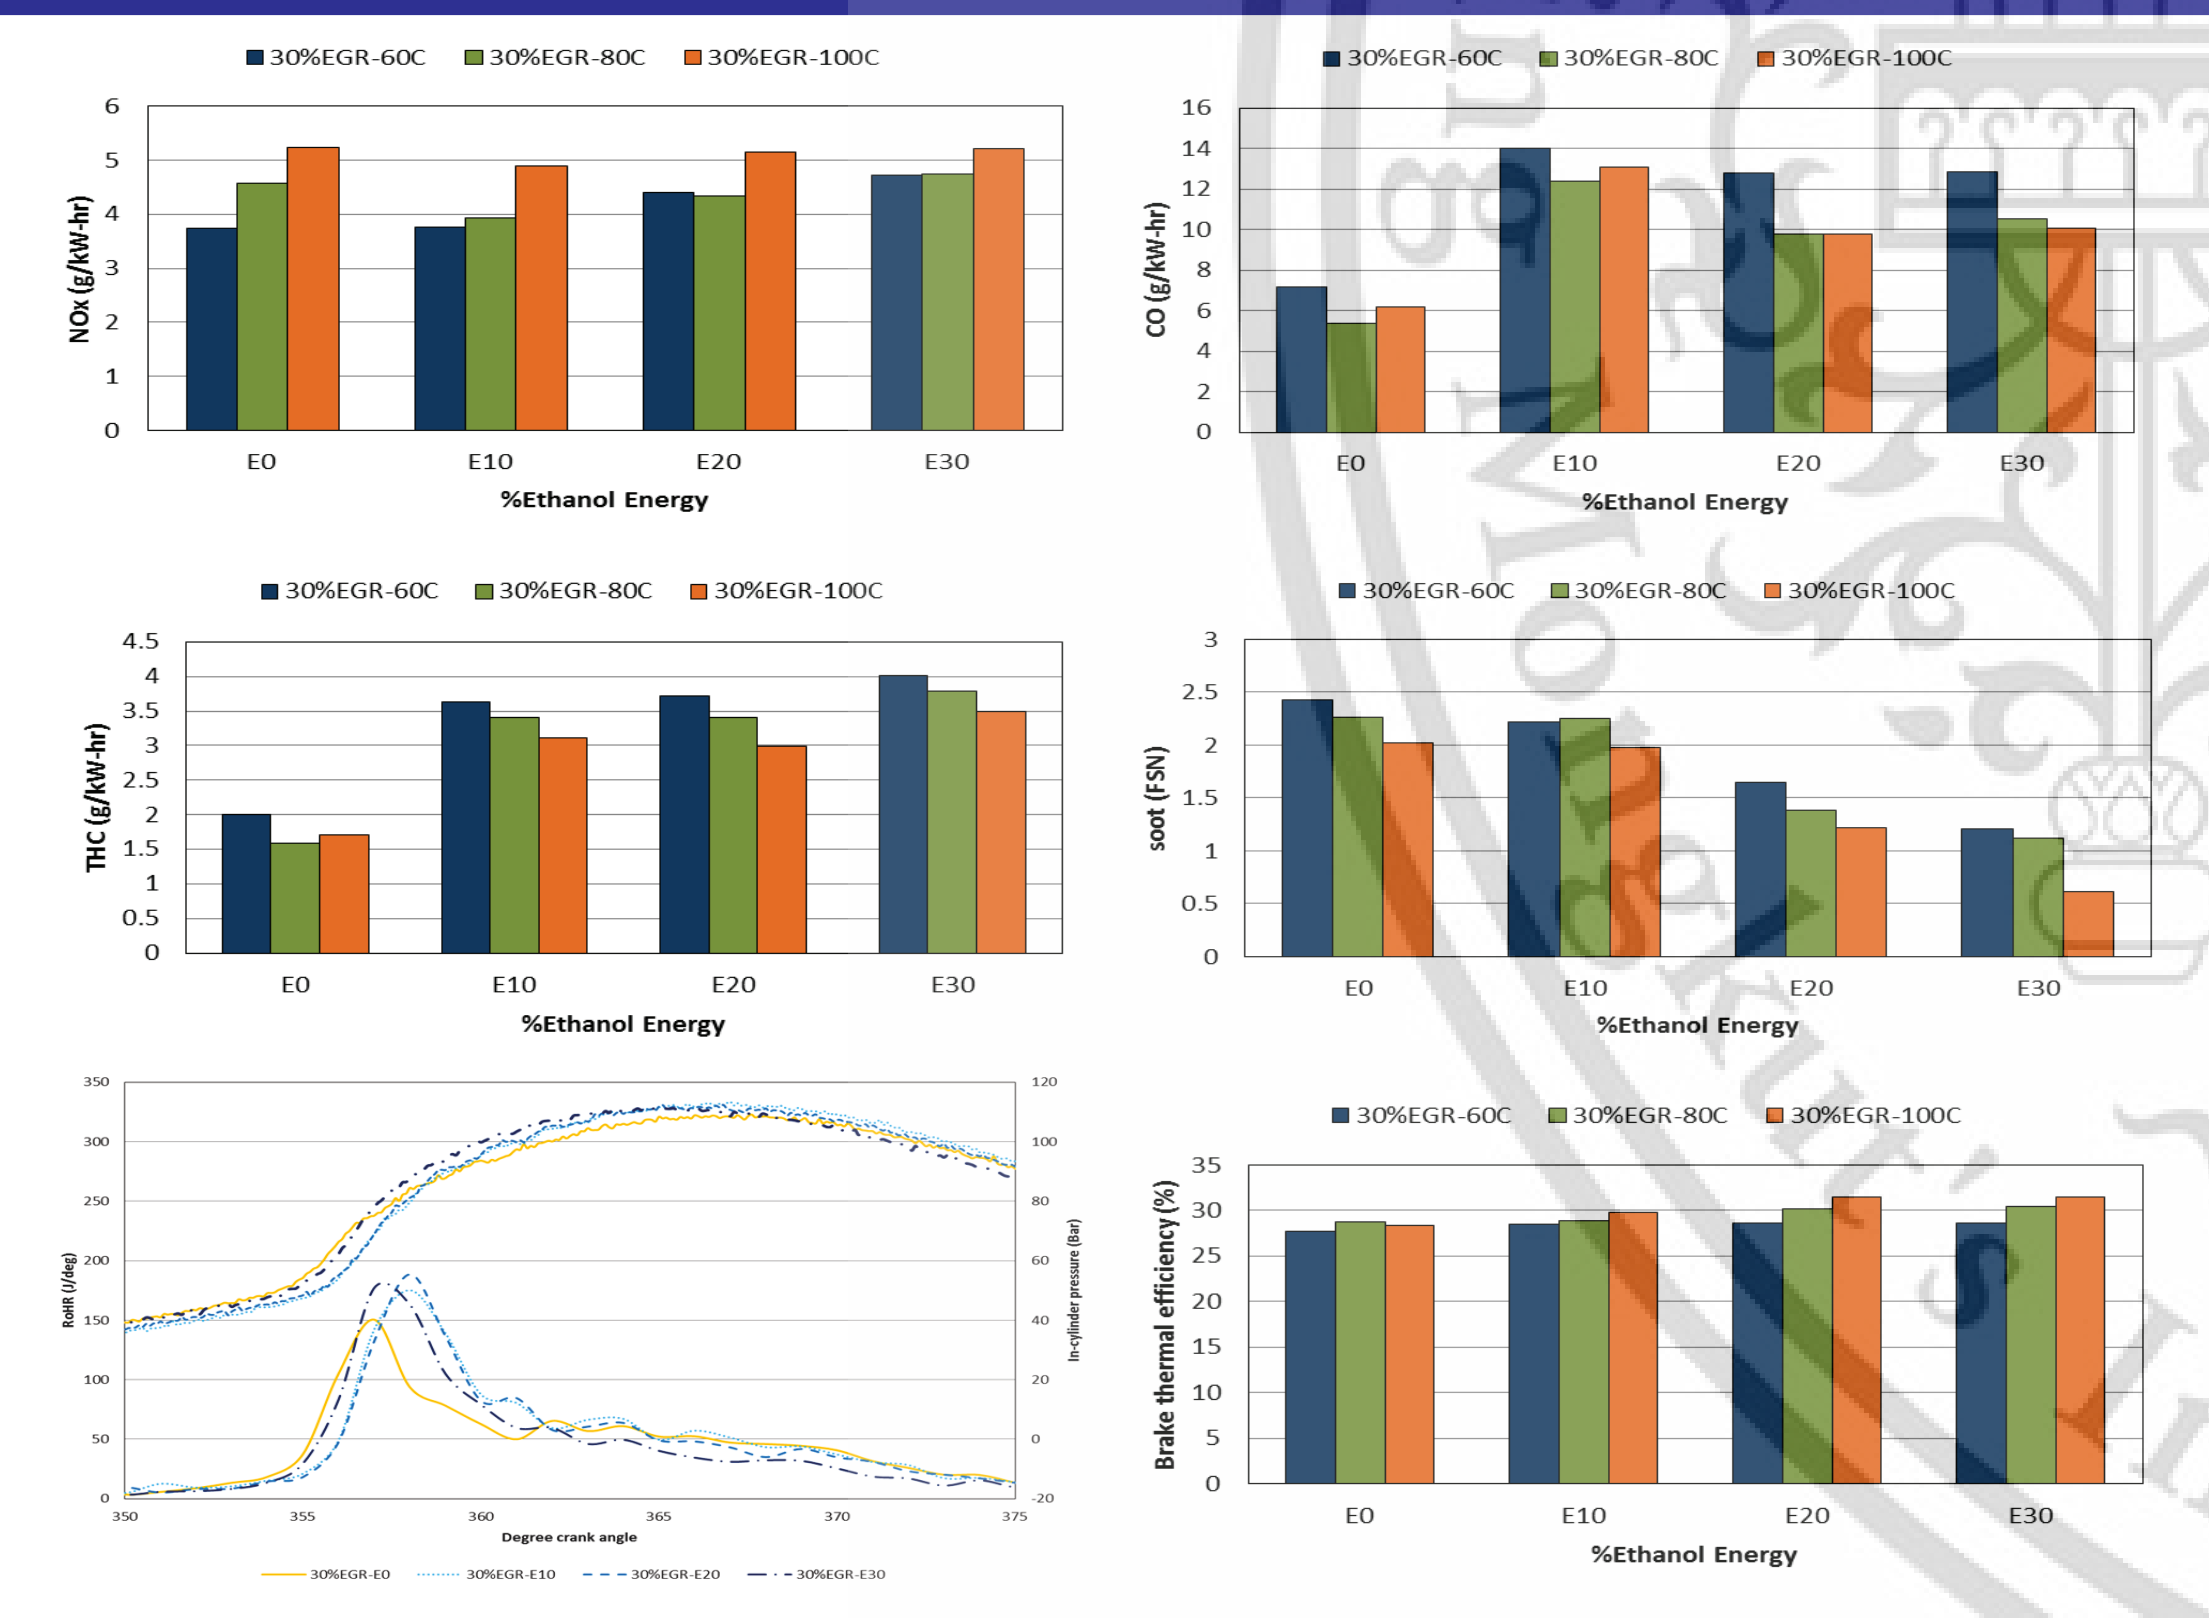 30%EGR-60C 30%EGR-80C 30%EGR-100C
6
5
4
3
2
1
0
NOx (g/kW-hr)
E0 E10 E20 E30
%Ethanol Energy
30%EGR-60C 30%EGR-80C 30%EGR-100C
16
14
12
10
8
6
4
2
0
CO (g/kW-hr)
E0 E10 E20 E30
%Ethanol Energy
30%EGR-60C 30%EGR-80C 30%EGR-100C
4.5
4
3.5
3
2.5
2
1.5
1
0.5
0
THC (g/kW-hr)
E0 E10 E20 E30
%Ethanol Energy
30%EGR-60C 30%EGR-80C 30%EGR-100C
3
2.5
2
1.5
1
0.5
0
soot (FSN)
E0 E10 E20 E30
%Ethanol Energy
350
300
250
200
150
100
50
0
RoHR (J/deg)
120
100
80
60
40
20
0
-20
In-cylinder pressure (Bar)
350 355 360 365 370 375
Degree crank angle
30%EGR-E0 30%EGR-E10 30%EGR-E20 30%EGR-E30
30%EGR-60C 30%EGR-80C 30%EGR-100C
35
30
25
20
15
10
5
0
Brake thermal efficiency (%)
E0 E10 E20 E30
%Ethanol Energy